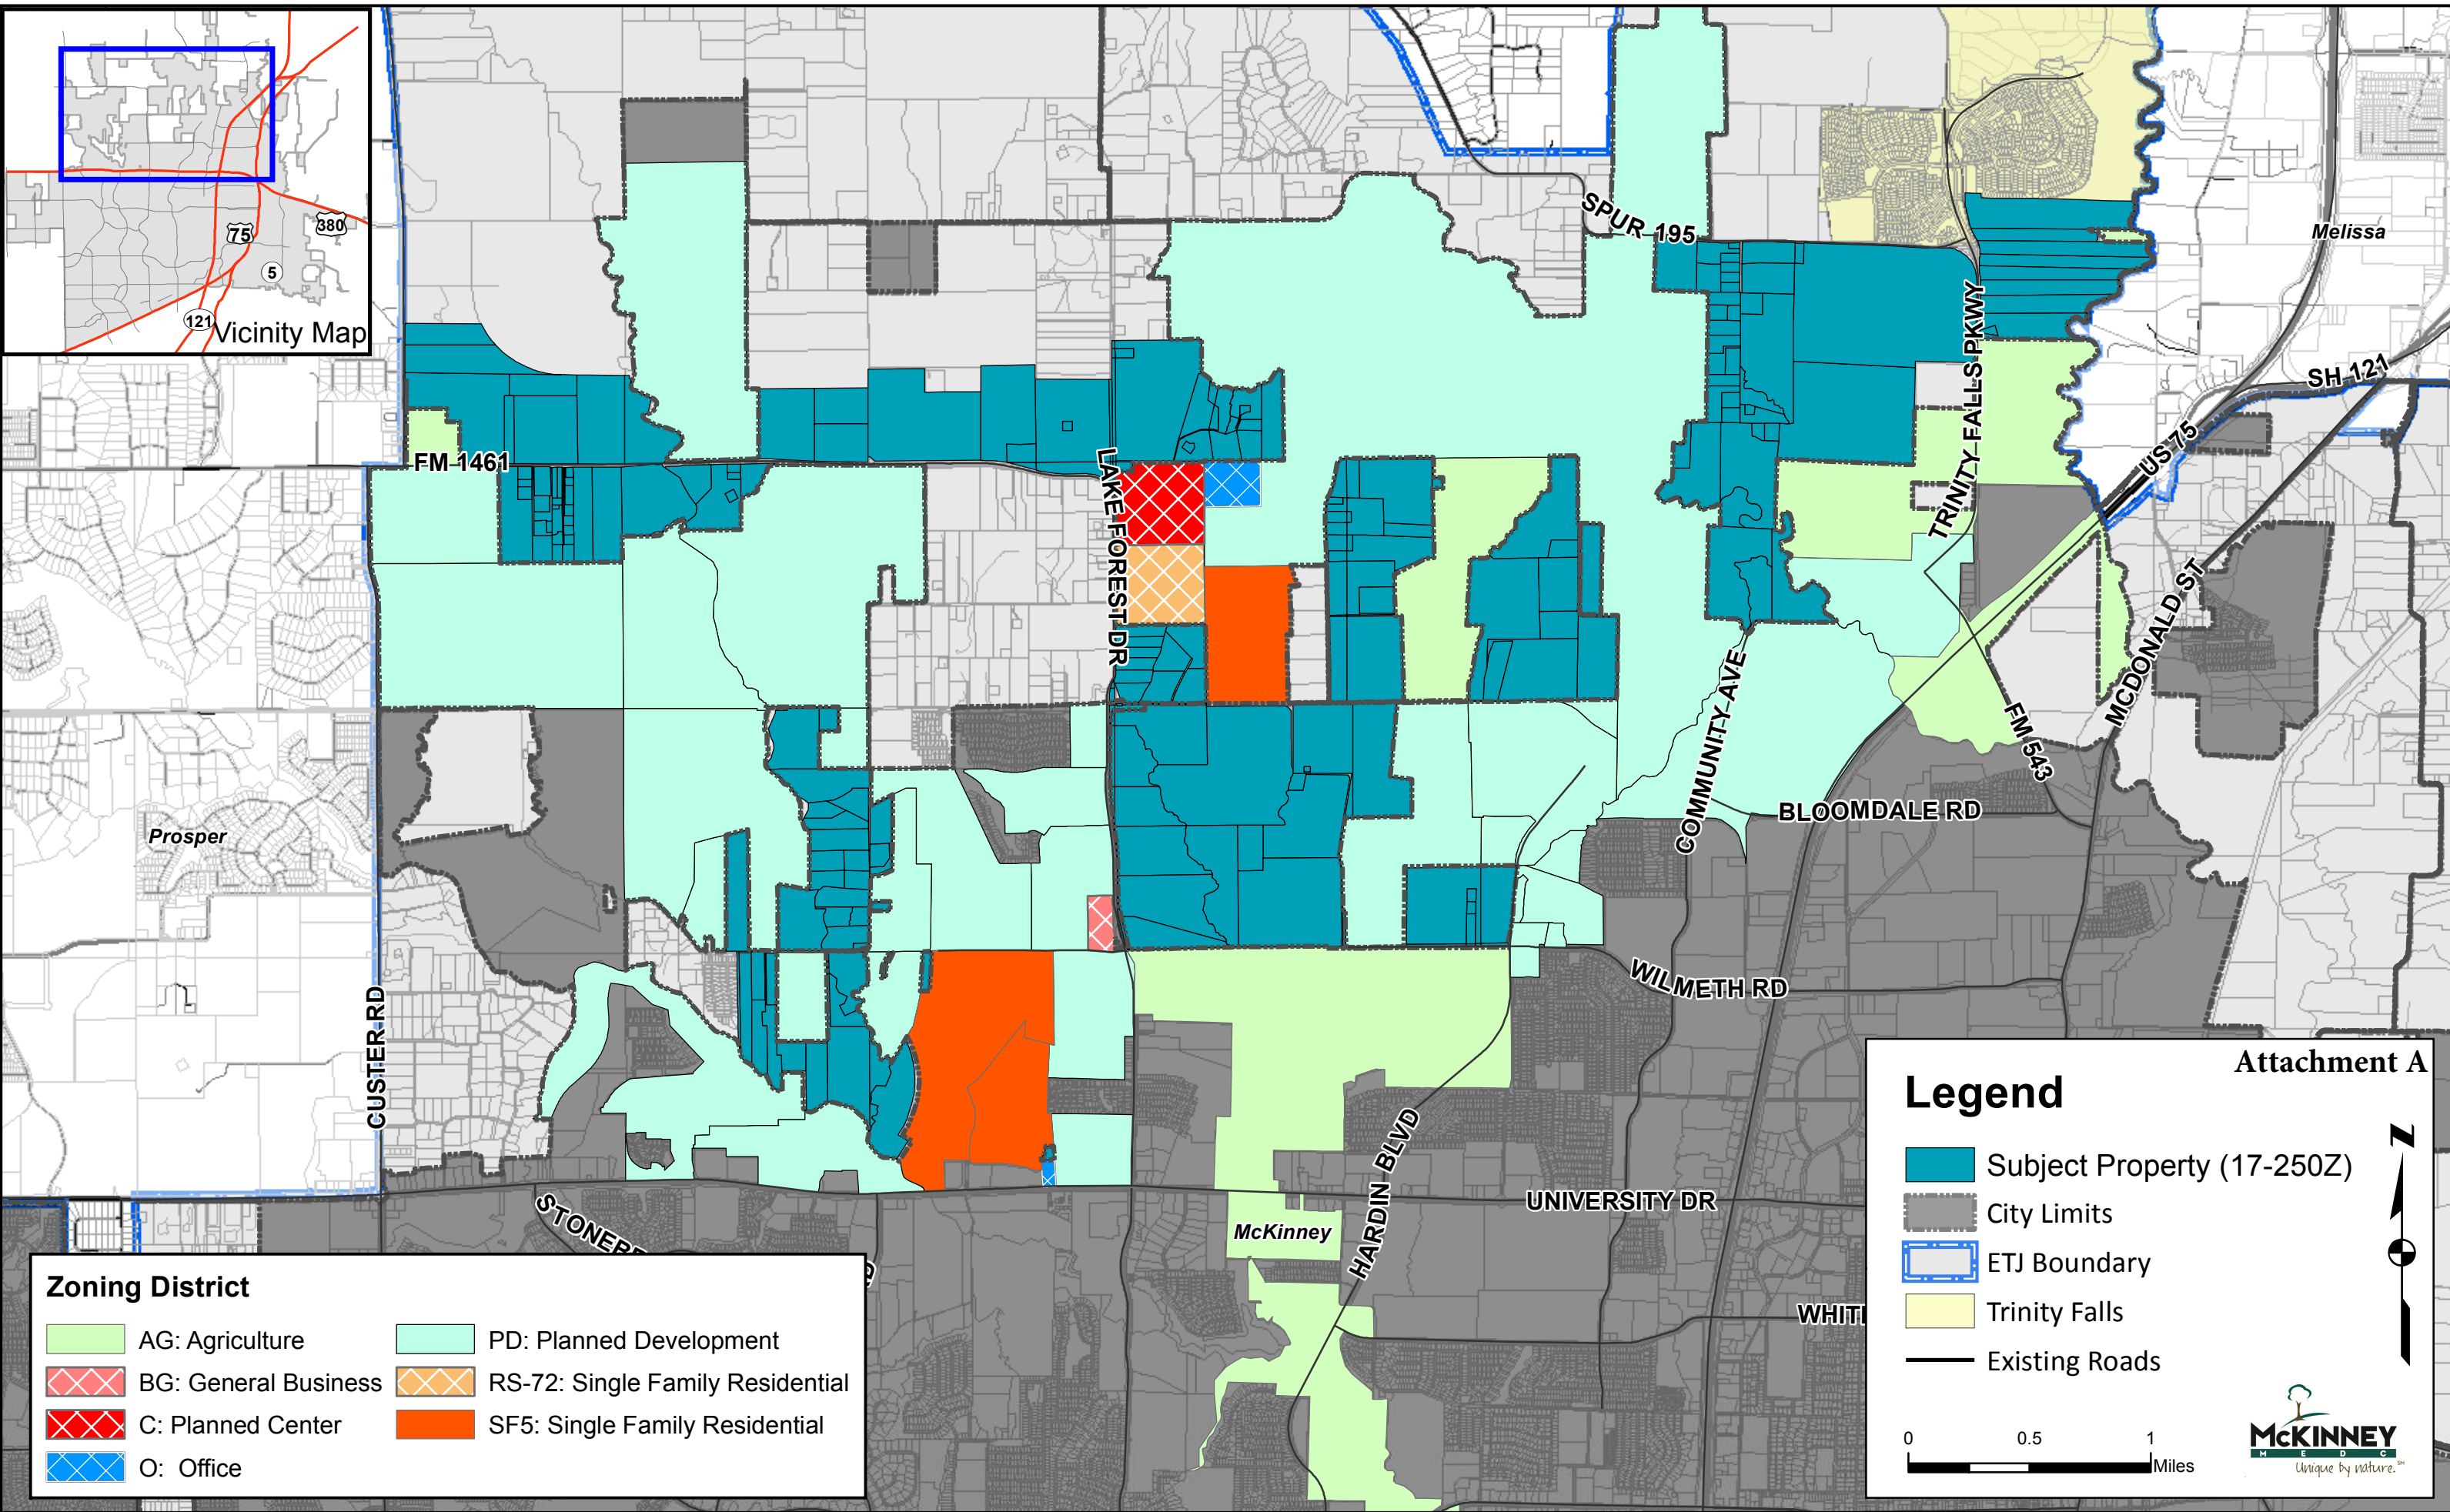 380
75
5
121
Vicinity Map
SPUR 195
Melissa
TRINITY FALLS PKWY
SH 121
US 75
FM 1461
LAKE FOREST DR
MCDONALD ST
COMMUNITY AVE
FM 543
BLOOMDALE RD
Prosper
WILMETH RD
CUSTER RD
HARDIN BLVD
UNIVERSITY DR
McKinney
Attachment A
Legend
Subject Property (17-250Z)
City Limits
ETJ Boundary
Trinity Falls
Existing Roads
N
0 0.5 1
Miles
McKINNEY
MEDC
Unique by nature.℠
Zoning District
AG: Agriculture
BG: General Business
C: Planned Center
O: Office
PD: Planned Development
RS-72: Single Family Residential
SF5: Single Family Residential